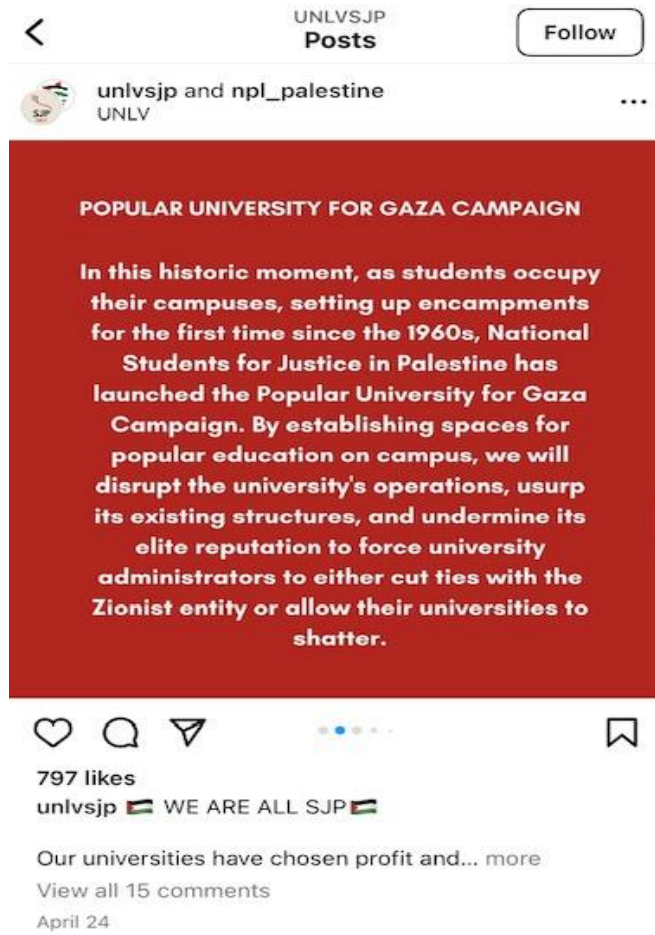 UNLVSJP
Posts
Follow
unlvsjp and npl_palestine
UNLV
SJP
POPULAR UNIVERSITY FOR GAZA CAMPAIGN
In this historic moment, as students occupy
their campuses, setting up encampments
for the first time since the 1960s, National
Students for Justice in Palestine has
launched the Popular University for Gaza
Campaign. By establishing spaces for
popular education on campus, we will
disrupt the university's operations, usurp
its existing structures, and undermine its
elite reputation to force university
administrators to either cut ties with the
Zionist entity or allow their universities to
shatter.
797 likes
unlvsjp 🇵🇸 WE ARE ALL SJP🇵🇸
Our universities have chosen profit and... more
View all 15 comments
April 24